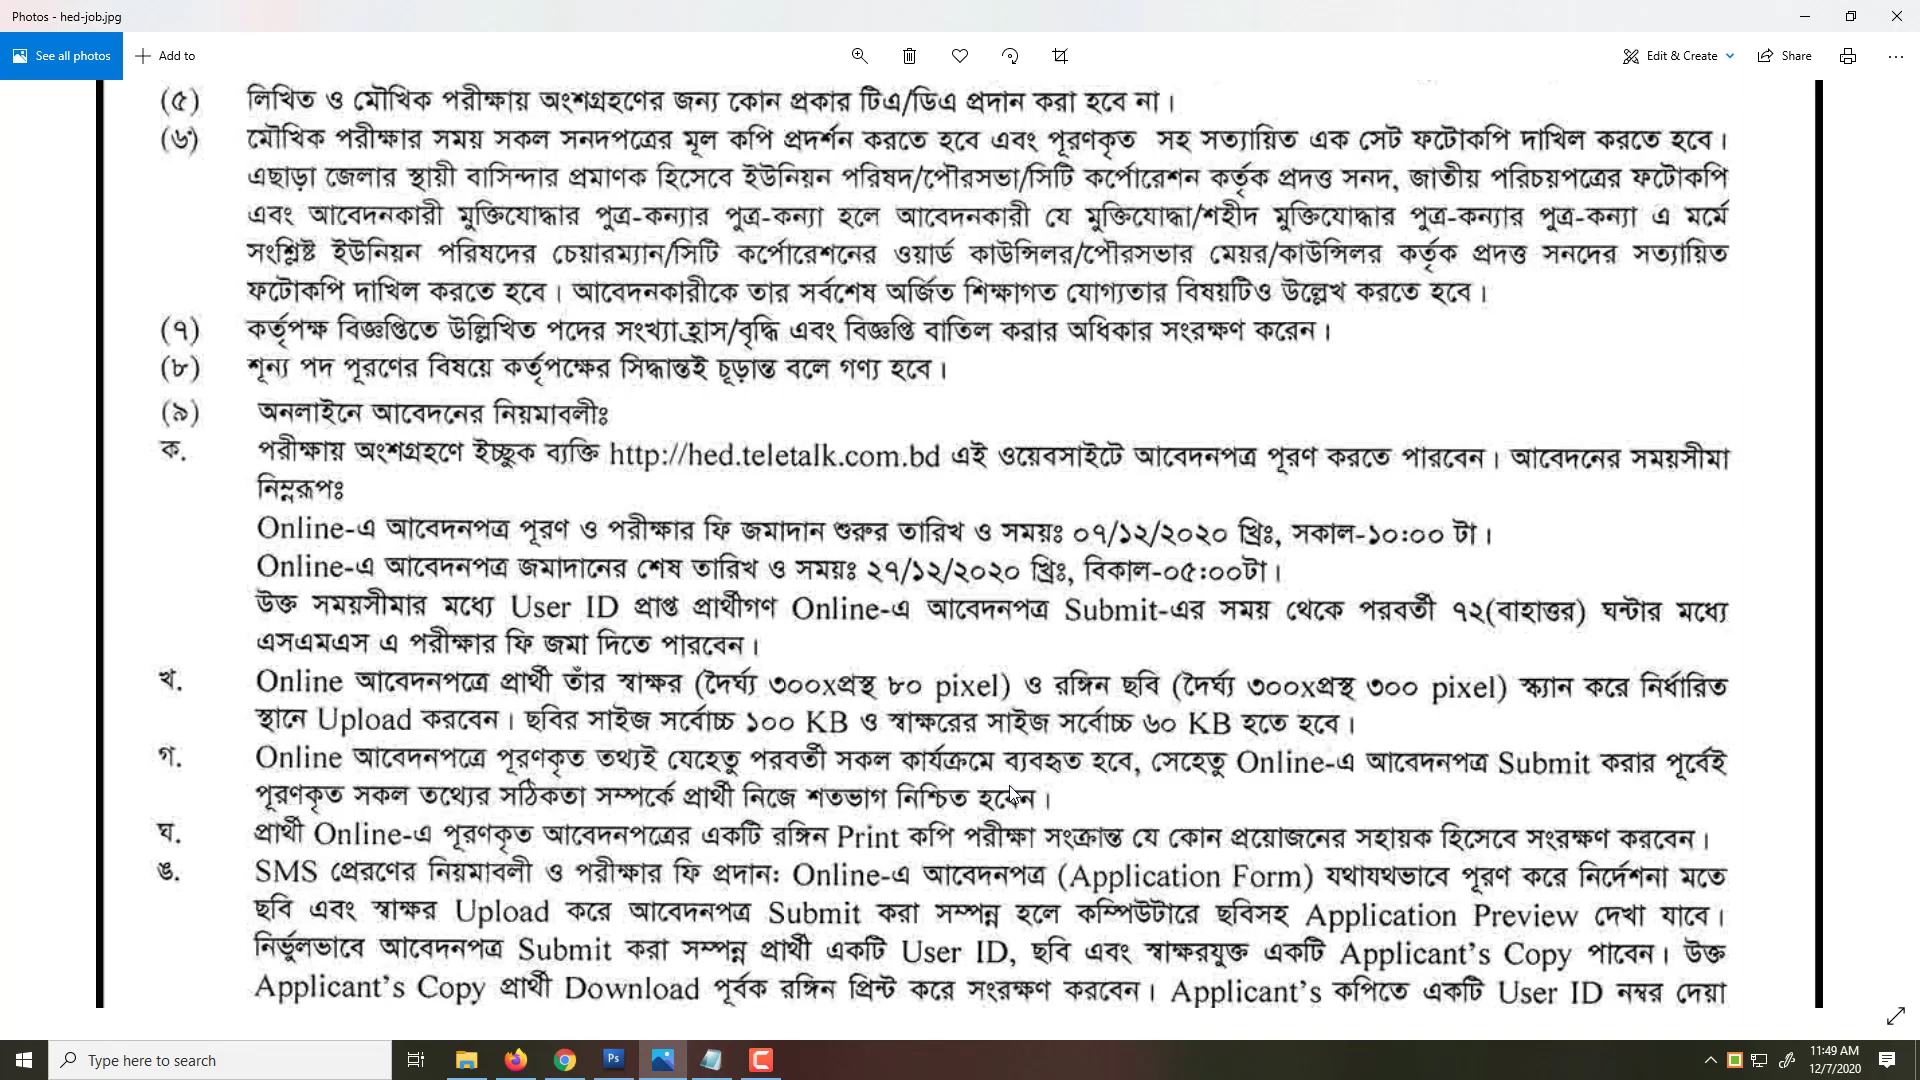 Photos - hed-job.jpg
See all photos
Add to
Edit & Create
Share
(৫) লিখিত ও মৌখিক পরীক্ষায় অংশগ্রহণের জন্য কোন প্রকার টিএ/ডিএ প্রদান করা হবে না।
(৬) মৌখিক পরীক্ষার সময় সকল সনদপত্রের মূল কপি প্রদর্শন করতে হবে এবং পূরণকৃত সহ সত্যায়িত এক সেট ফটোকপি দাখিল করতে হবে।
এছাড়া জেলার স্থায়ী বাসিন্দার প্রমাণক হিসেবে ইউনিয়ন পরিষদ/পৌরসভা/সিটি কর্পোরেশন কর্তৃক প্রদত্ত সনদ, জাতীয় পরিচয়পত্রের ফটোকপি
এবং আবেদনকারী মুক্তিযোদ্ধার পুত্র-কন্যার পুত্র-কন্যা হলে আবেদনকারী যে মুক্তিযোদ্ধা/শহীদ মুক্তিযোদ্ধার পুত্র-কন্যার পুত্র-কন্যা এ মর্মে
সংশ্লিষ্ট ইউনিয়ন পরিষদের চেয়ারম্যান/সিটি কর্পোরেশনের ওয়ার্ড কাউন্সিলর/পৌরসভার মেয়র/কাউন্সিলর কর্তৃক প্রদত্ত সনদের সত্যায়িত
ফটোকপি দাখিল করতে হবে। আবেদনকারীকে তার সর্বশেষ অর্জিত শিক্ষাগত যোগ্যতার বিষয়টিও উল্লেখ করতে হবে।
(৭) কর্তৃপক্ষ বিজ্ঞপ্তিতে উল্লিখিত পদের সংখ্যা হ্রাস/বৃদ্ধি এবং বিজ্ঞপ্তি বাতিল করার অধিকার সংরক্ষণ করেন।
(৮) শূন্য পদ পূরণের বিষয়ে কর্তৃপক্ষের সিদ্ধান্তই চূড়ান্ত বলে গণ্য হবে।
(৯) অনলাইনে আবেদনের নিয়মাবলীঃ
ক. পরীক্ষায় অংশগ্রহণে ইচ্ছুক ব্যক্তি http://hed.teletalk.com.bd এই ওয়েবসাইটে আবেদনপত্র পূরণ করতে পারবেন। আবেদনের সময়সীমা
নিম্নরূপঃ
Online-এ আবেদনপত্র পূরণ ও পরীক্ষার ফি জমাদান শুরুর তারিখ ও সময়ঃ ০৭/১২/২০২০ খ্রিঃ, সকাল-১০:০০ টা।
Online-এ আবেদনপত্র জমাদানের শেষ তারিখ ও সময়ঃ ২৭/১২/২০২০ খ্রিঃ, বিকাল-০৫:০০টা।
উক্ত সময়সীমার মধ্যে User ID প্রাপ্ত প্রার্থীগণ Online-এ আবেদনপত্র Submit-এর সময় থেকে পরবর্তী ৭২(বাহাত্তর) ঘন্টার মধ্যে
এসএমএস এ পরীক্ষার ফি জমা দিতে পারবেন।
খ. Online আবেদনপত্রে প্রার্থী তাঁর স্বাক্ষর (দৈর্ঘ্য ৩০০xপ্রস্থ ৮০ pixel) ও রঙ্গিন ছবি (দৈর্ঘ্য ৩০০xপ্রস্থ ৩০০ pixel) স্ক্যান করে নির্ধারিত
স্থানে Upload করবেন। ছবির সাইজ সর্বোচ্চ ১০০ KB ও স্বাক্ষরের সাইজ সর্বোচ্চ ৬০ KB হতে হবে।
গ. Online আবেদনপত্রে পূরণকৃত তথ্যই যেহেতু পরবর্তী সকল কার্যক্রমে ব্যবহৃত হবে, সেহেতু Online-এ আবেদনপত্র Submit করার পূর্বেই
পূরণকৃত সকল তথ্যের সঠিকতা সম্পর্কে প্রার্থী নিজে শতভাগ নিশ্চিত হবেন।
ঘ. প্রার্থী Online-এ পূরণকৃত আবেদনপত্রের একটি রঙ্গিন Print কপি পরীক্ষা সংক্রান্ত যে কোন প্রয়োজনের সহায়ক হিসেবে সংরক্ষণ করবেন।
ঙ. SMS প্রেরণের নিয়মাবলী ও পরীক্ষার ফি প্রদান: Online-এ আবেদনপত্র (Application Form) যথাযথভাবে পূরণ করে নির্দেশনা মতে
ছবি এবং স্বাক্ষর Upload করে আবেদনপত্র Submit করা সম্পন্ন হলে কম্পিউটারে ছবিসহ Application Preview দেখা যাবে।
নির্ভুলভাবে আবেদনপত্র Submit করা সম্পন্ন প্রার্থী একটি User ID, ছবি এবং স্বাক্ষরযুক্ত একটি Applicant's Copy পাবেন। উক্ত
Applicant's Copy প্রার্থী Download পূর্বক রঙ্গিন প্রিন্ট করে সংরক্ষণ করবেন। Applicant's কপিতে একটি User ID নম্বর দেয়া
Type here to search
Ps
11:49 AM
12/7/2020